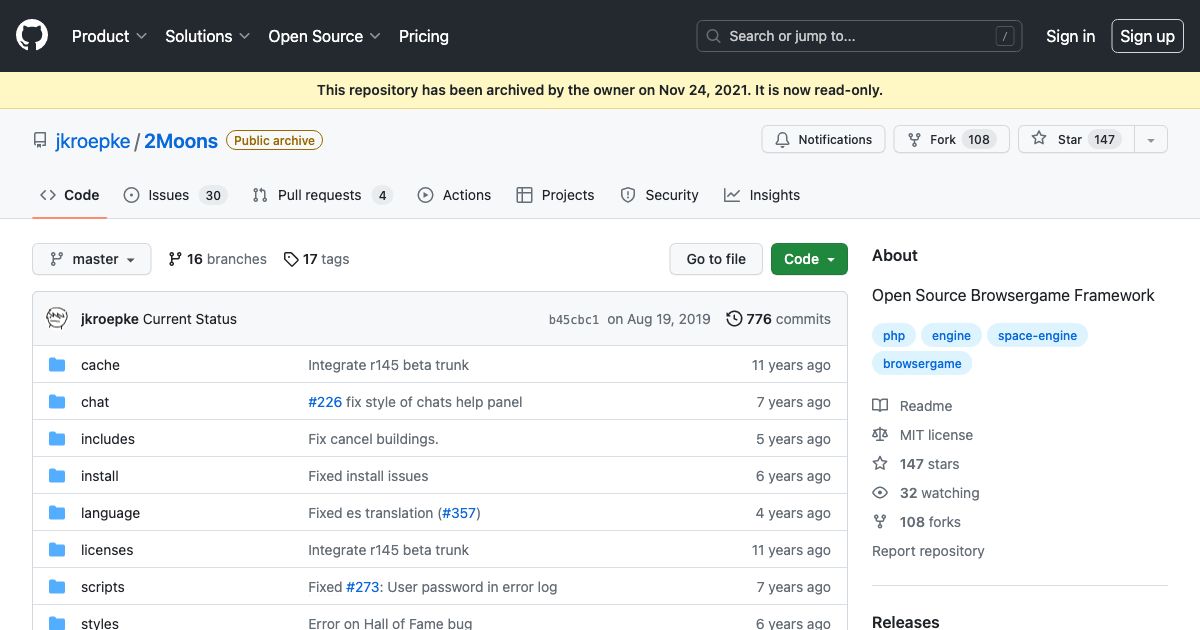 Product Solutions Open Source Pricing Search or jump to... / Sign in Sign up
This repository has been archived by the owner on Nov 24, 2021. It is now read-only.
jkroepke / 2Moons Public archive Notifications Fork 108 Star 147
Code Issues 30 Pull requests 4 Actions Projects Security Insights
master 16 branches 17 tags Go to file Code
jkroepke Current Status b45cbc1 on Aug 19, 2019 776 commits
cache Integrate r145 beta trunk 11 years ago
chat #226 fix style of chats help panel 7 years ago
includes Fix cancel buildings. 5 years ago
install Fixed install issues 6 years ago
language Fixed es translation (#357) 4 years ago
licenses Integrate r145 beta trunk 11 years ago
scripts Fixed #273: User password in error log 7 years ago
styles Error on Hall of Fame bug 6 years ago
About
Open Source Browsergame Framework
php engine space-engine
browsergame
Readme
MIT license
147 stars
32 watching
108 forks
Report repository
Releases